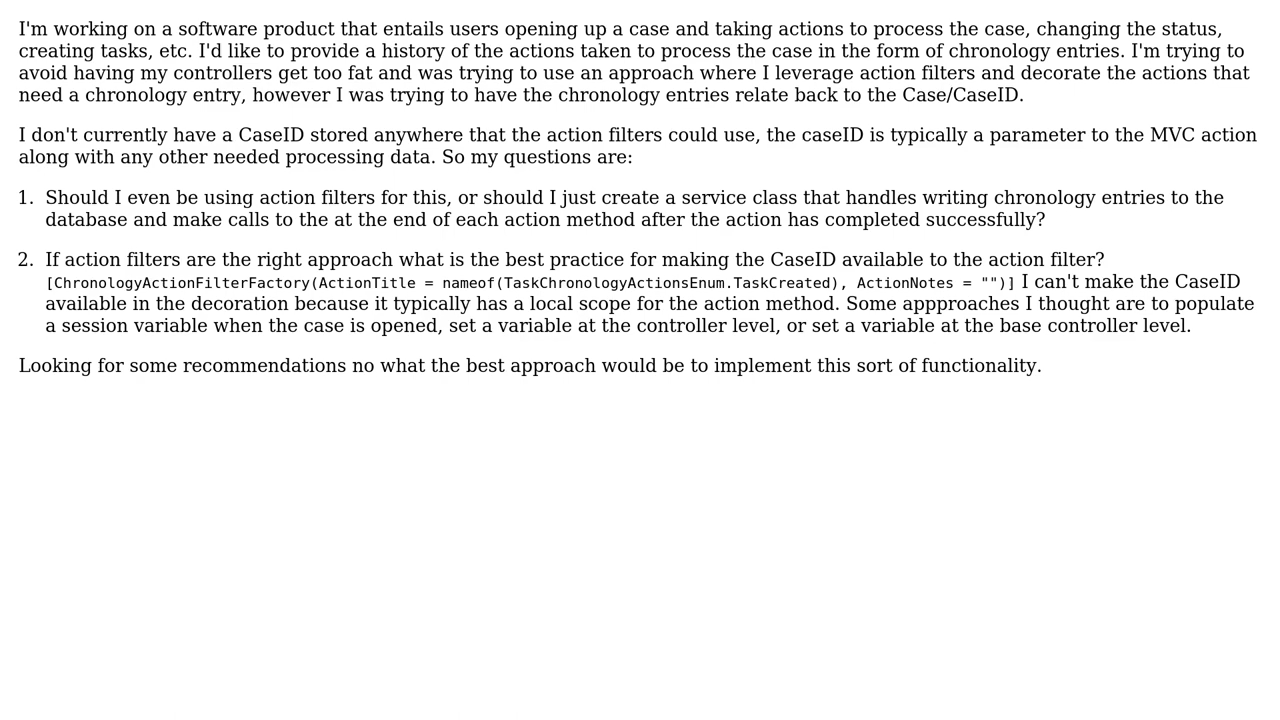 I'm working on a software product that entails users opening up a case and taking actions to process the case, changing the status,
creating tasks, etc. I'd like to provide a history of the actions taken to process the case in the form of chronology entries. I'm trying to
avoid having my controllers get too fat and was trying to use an approach where I leverage action filters and decorate the actions that
need a chronology entry, however I was trying to have the chronology entries relate back to the Case/CaseID.
I don't currently have a CaseID stored anywhere that the action filters could use, the caseID is typically a parameter to the MVC action
along with any other needed processing data. So my questions are:
1. Should I even be using action filters for this, or should I just create a service class that handles writing chronology entries to the
database and make calls to the at the end of each action method after the action has completed successfully?
2. If action filters are the right approach what is the best practice for making the CaseID available to the action filter?
[ChronologyActionFilterFactory(ActionTitle = nameof(TaskChronologyActionsEnum.TaskCreated), ActionNotes = "")] I can't make the CaseID
available in the decoration because it typically has a local scope for the action method. Some appproaches I thought are to populate
a session variable when the case is opened, set a variable at the controller level, or set a variable at the base controller level.
Looking for some recommendations no what the best approach would be to implement this sort of functionality.